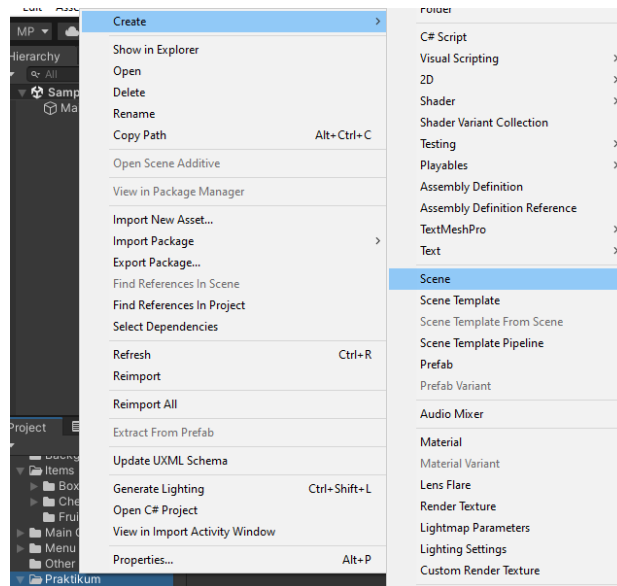 Edit Asse
MP
Hierarchy
All
Samp
Ma
Create
Show in Explorer
Open
Delete
Rename
Copy Path Alt+Ctrl+C
Open Scene Additive
View in Package Manager
Import New Asset...
Import Package
Export Package...
Find References In Scene
Find References In Project
Select Dependencies
Refresh Ctrl+R
Reimport
Reimport All
Extract From Prefab
Update UXML Schema
Generate Lighting Ctrl+Shift+L
Open C# Project
View in Import Activity Window
Properties... Alt+P
Folder
C# Script
Visual Scripting
2D
Shader
Shader Variant Collection
Testing
Playables
Assembly Definition
Assembly Definition Reference
TextMeshPro
Text
Scene
Scene Template
Scene Template From Scene
Scene Template Pipeline
Prefab
Prefab Variant
Audio Mixer
Material
Material Variant
Lens Flare
Render Texture
Lightmap Parameters
Lighting Settings
Custom Render Texture
Project
Backg
Items
Box
Che
Frui
Main C
Menu
Other
Praktikum